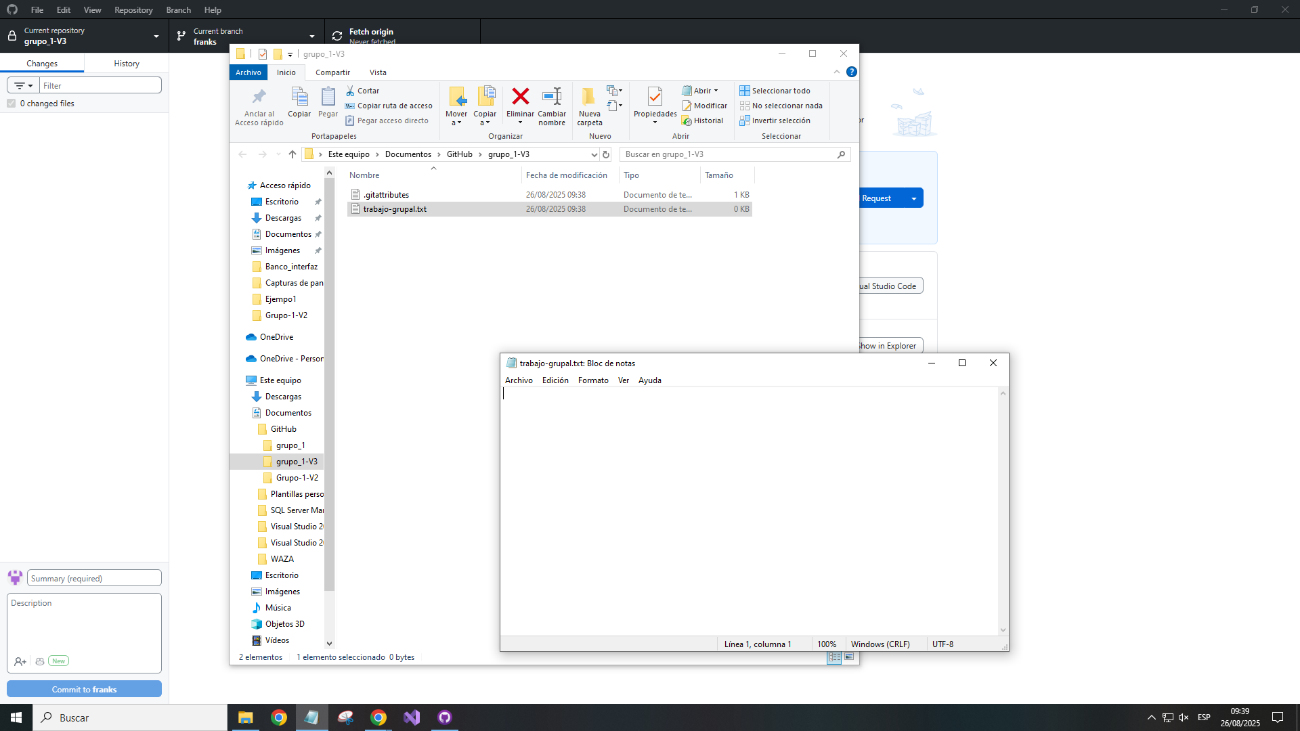 File Edit View Repository Branch Help
Current repository
grupo_1-V3
Current branch
franks
Fetch origin
Never fetched
Changes History
Filter
0 changed files
Summary (required)
Description
New
Commit to franks
grupo_1-V3
Archivo Inicio Compartir Vista
Anclar al
Acceso rápido
Copiar
Pegar
Cortar
Copiar ruta de acceso
Pegar acceso directo
Portapapeles
Mover
a
Copiar
a
Eliminar
Cambiar
nombre
Organizar
Nueva
carpeta
Nuevo
Propiedades
Abrir
Modificar
Historial
Abrir
Seleccionar todo
No seleccionar nada
Invertir selección
Seleccionar
Este equipo Documentos GitHub grupo_1-V3
Buscar en grupo_1-V3
Nombre Fecha de modificación Tipo Tamaño
.gitattributes 26/08/2025 09:38 Documento de te... 1 KB
trabajo-grupal.txt 26/08/2025 09:38 Documento de te... 0 KB
Acceso rápido
Escritorio
Descargas
Documentos
Imágenes
Banco_interfaz
Capturas de pan
Ejempo1
Grupo-1-V2
OneDrive
OneDrive - Person
Este equipo
Descargas
Documentos
GitHub
grupo_1
grupo_1-V3
Grupo-1-V2
Plantillas perso
SQL Server Mar
Visual Studio 2
Visual Studio 2
WAZA
Escritorio
Imágenes
Música
Objetos 3D
Vídeos
2 elementos 1 elemento seleccionado 0 bytes
or
Request
ual Studio Code
Show in Explorer
trabajo-grupal.txt: Bloc de notas
Archivo Edición Formato Ver Ayuda
Línea 1, columna 1 100% Windows (CRLF) UTF-8
Buscar
ESP
09:39
26/08/2025